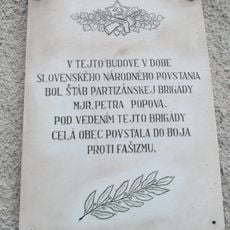 V TEJTO BUDOVE V DOBE
SLOVENSKÉHO NÁRODNÉHO POVSTANIA
BOL ŠTÁB PARTIZÁNSKEJ BRIGÁDY
MJR. PETRA POPOVA.
POD VEDENÍM TEJTO BRIGÁDY
CELÁ OBEC POVSTALA DO BOJA
PROTI FAŠIZMU.